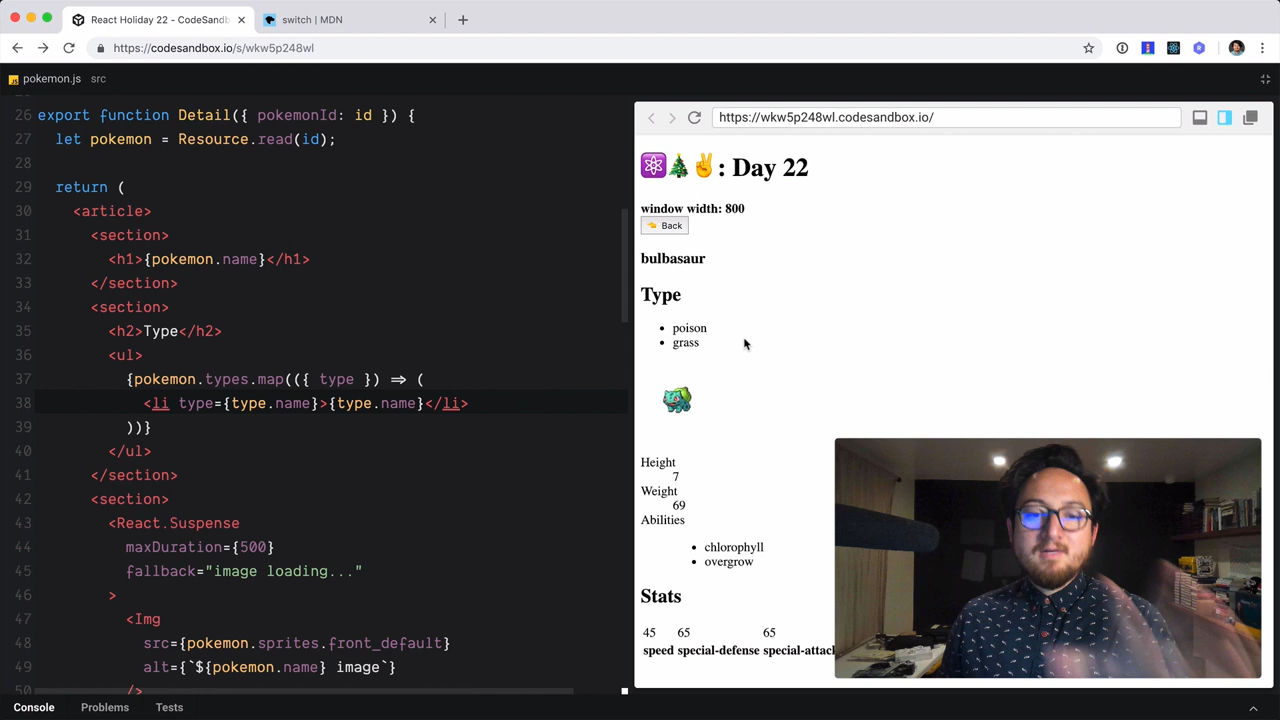 React Holiday 22 - CodeSandb
switch | MDN
https://codesandbox.io/s/wkw5p248wl
pokemon.js src
26 export function Detail({ pokemonId: id }) {
27 let pokemon = Resource.read(id);
28
29 return (
30 <article>
31 <section>
32 <h1>{pokemon.name}</h1>
33 </section>
34 <section>
35 <h2>Type</h2>
36 <ul>
37 {pokemon.types.map(({ type }) => (
38 <li type={type.name}>{type.name}</li>
39 ))}
40 </ul>
41 </section>
42 <section>
43 <React.Suspense
44 maxDuration={500}
45 fallback="image loading..."
46 >
47 <Img
48 src={pokemon.sprites.front_default}
49 alt={`${pokemon.name} image`}
50 />
Console Problems Tests
https://wkw5p248wl.codesandbox.io/
⚛️🎄✌️: Day 22
window width: 800
👈 Back
bulbasaur
Type
• poison
• grass
Height
7
Weight
69
Abilities
• chlorophyll
• overgrow
Stats
45 65 65
speed special-defense special-attack